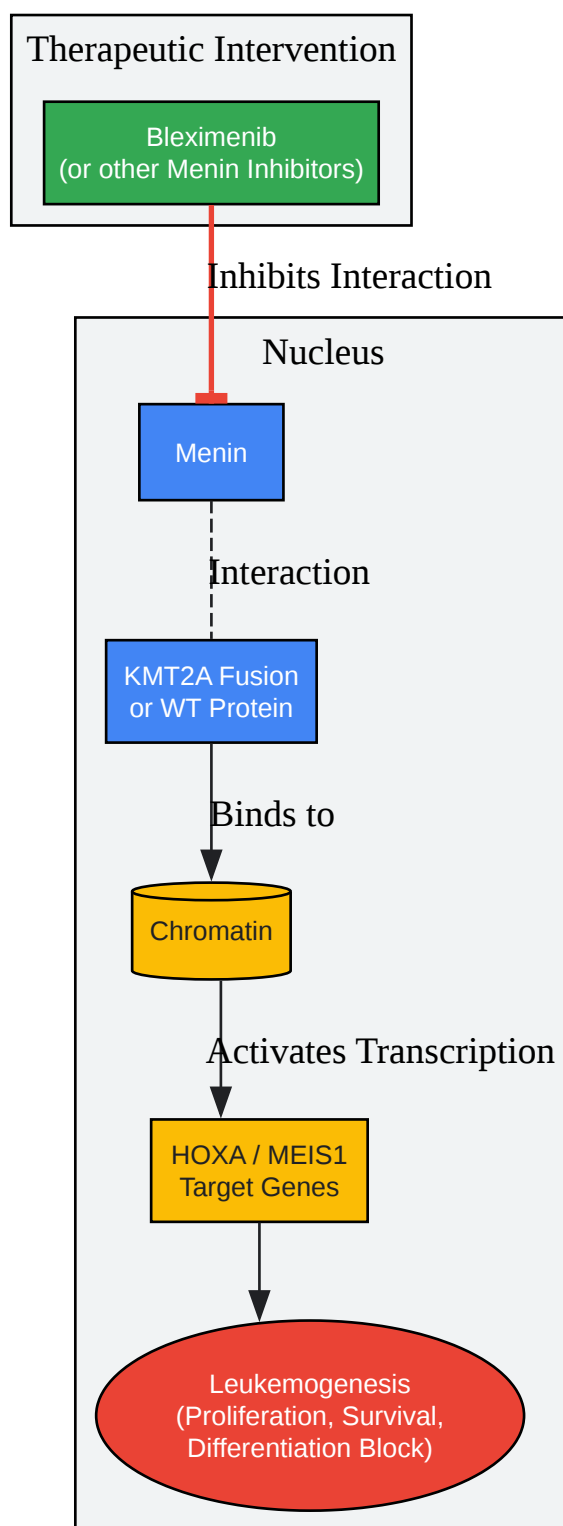 Therapeutic Intervention
Bleximenib
(or other Menin Inhibitors)
Inhibits Interaction
Nucleus
Menin
Interaction
KMT2A Fusion
or WT Protein
Binds to
Chromatin
Activates Transcription
HOXA / MEIS1
Target Genes
Leukemogenesis
(Proliferation, Survival,
Differentiation Block)